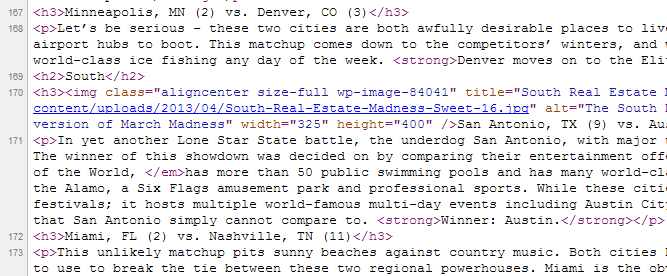 167 <h3>Minneapolis, MN (2) vs. Denver, CO (3)</h3>
168 <p>Let’s be serious – these two cities are both awfully desirable places to live
airport hubs to boot. This matchup comes down to the competitors’ winters, and
world-class ice fishing any day of the week. <strong>Denver moves on to the Eli
169 <h2>South</h2>
170 <h3><img class="aligncenter size-full wp-image-84041" title="South Real Estate
content/uploads/2013/04/South-Real-Estate-Madness-Sweet-16.jpg" alt="The South
version of March Madness" width="325" height="400" />San Antonio, TX (9) vs. Au
171 <p>In yet another Lone Star State battle, the underdog San Antonio, with major
The winner of this showdown was decided on by comparing their entertainment off
of the World, </em>has more than 50 public swimming pools and has many world-cla
the Alamo, a Six Flags amusement park and professional sports. While these citi
festivals; it hosts multiple world-famous multi-day events including Austin Cit
that San Antonio simply cannot compare to. <strong>Winner: Austin.</strong></p>
172 <h3>Miami, FL (2) vs. Nashville, TN (11)</h3>
173 <p>This unlikely matchup pits sunny beaches against country music. Both cities
to use to break the tie between these two regional powerhouses. Miami is the